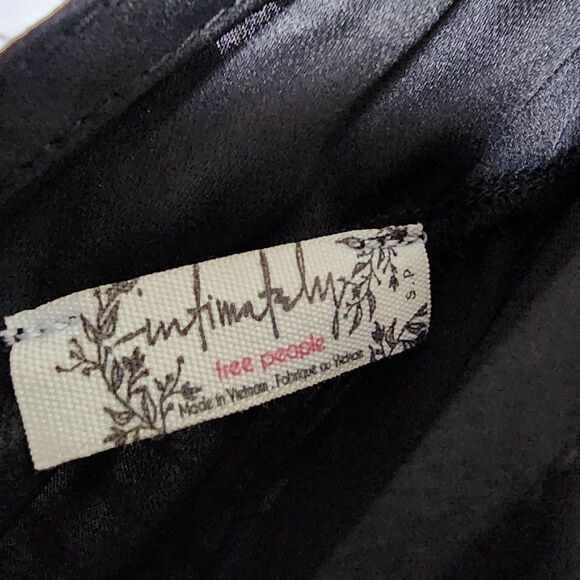 intimately
free people
Made in Vietnam . Fabriqué au Vietnam
S.P